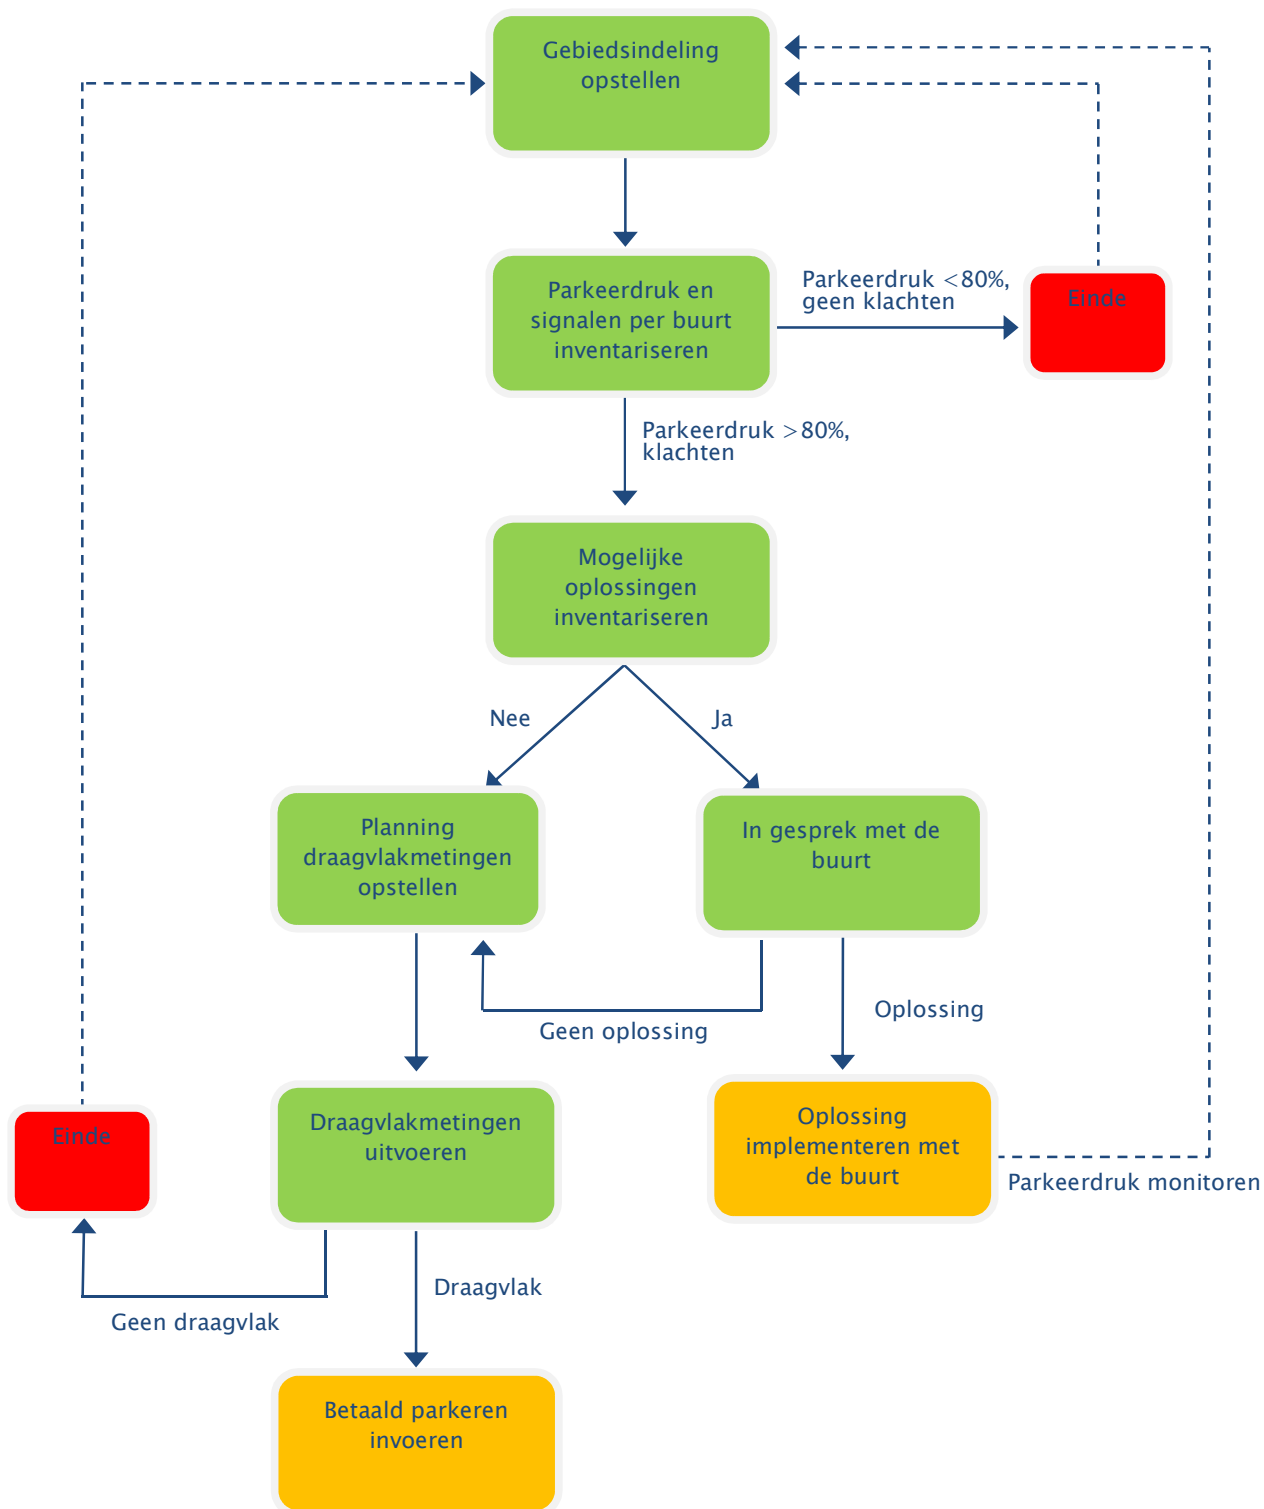 Gebiedsindeling
opstellen
Parkeerdruk en
signalen per buurt
inventariseren
Parkeerdruk <80%,
geen klachten
Einde
Parkeerdruk >80%,
klachten
Mogelijke
oplossingen
inventariseren
Nee
Ja
Planning
draagvlakmetingen
opstellen
In gesprek met de
buurt
Geen oplossing
Oplossing
Einde
Draagvlakmetingen
uitvoeren
Oplossing
implementeren met
de buurt
Parkeerdruk monitoren
Geen draagvlak
Draagvlak
Betaald parkeren
invoeren